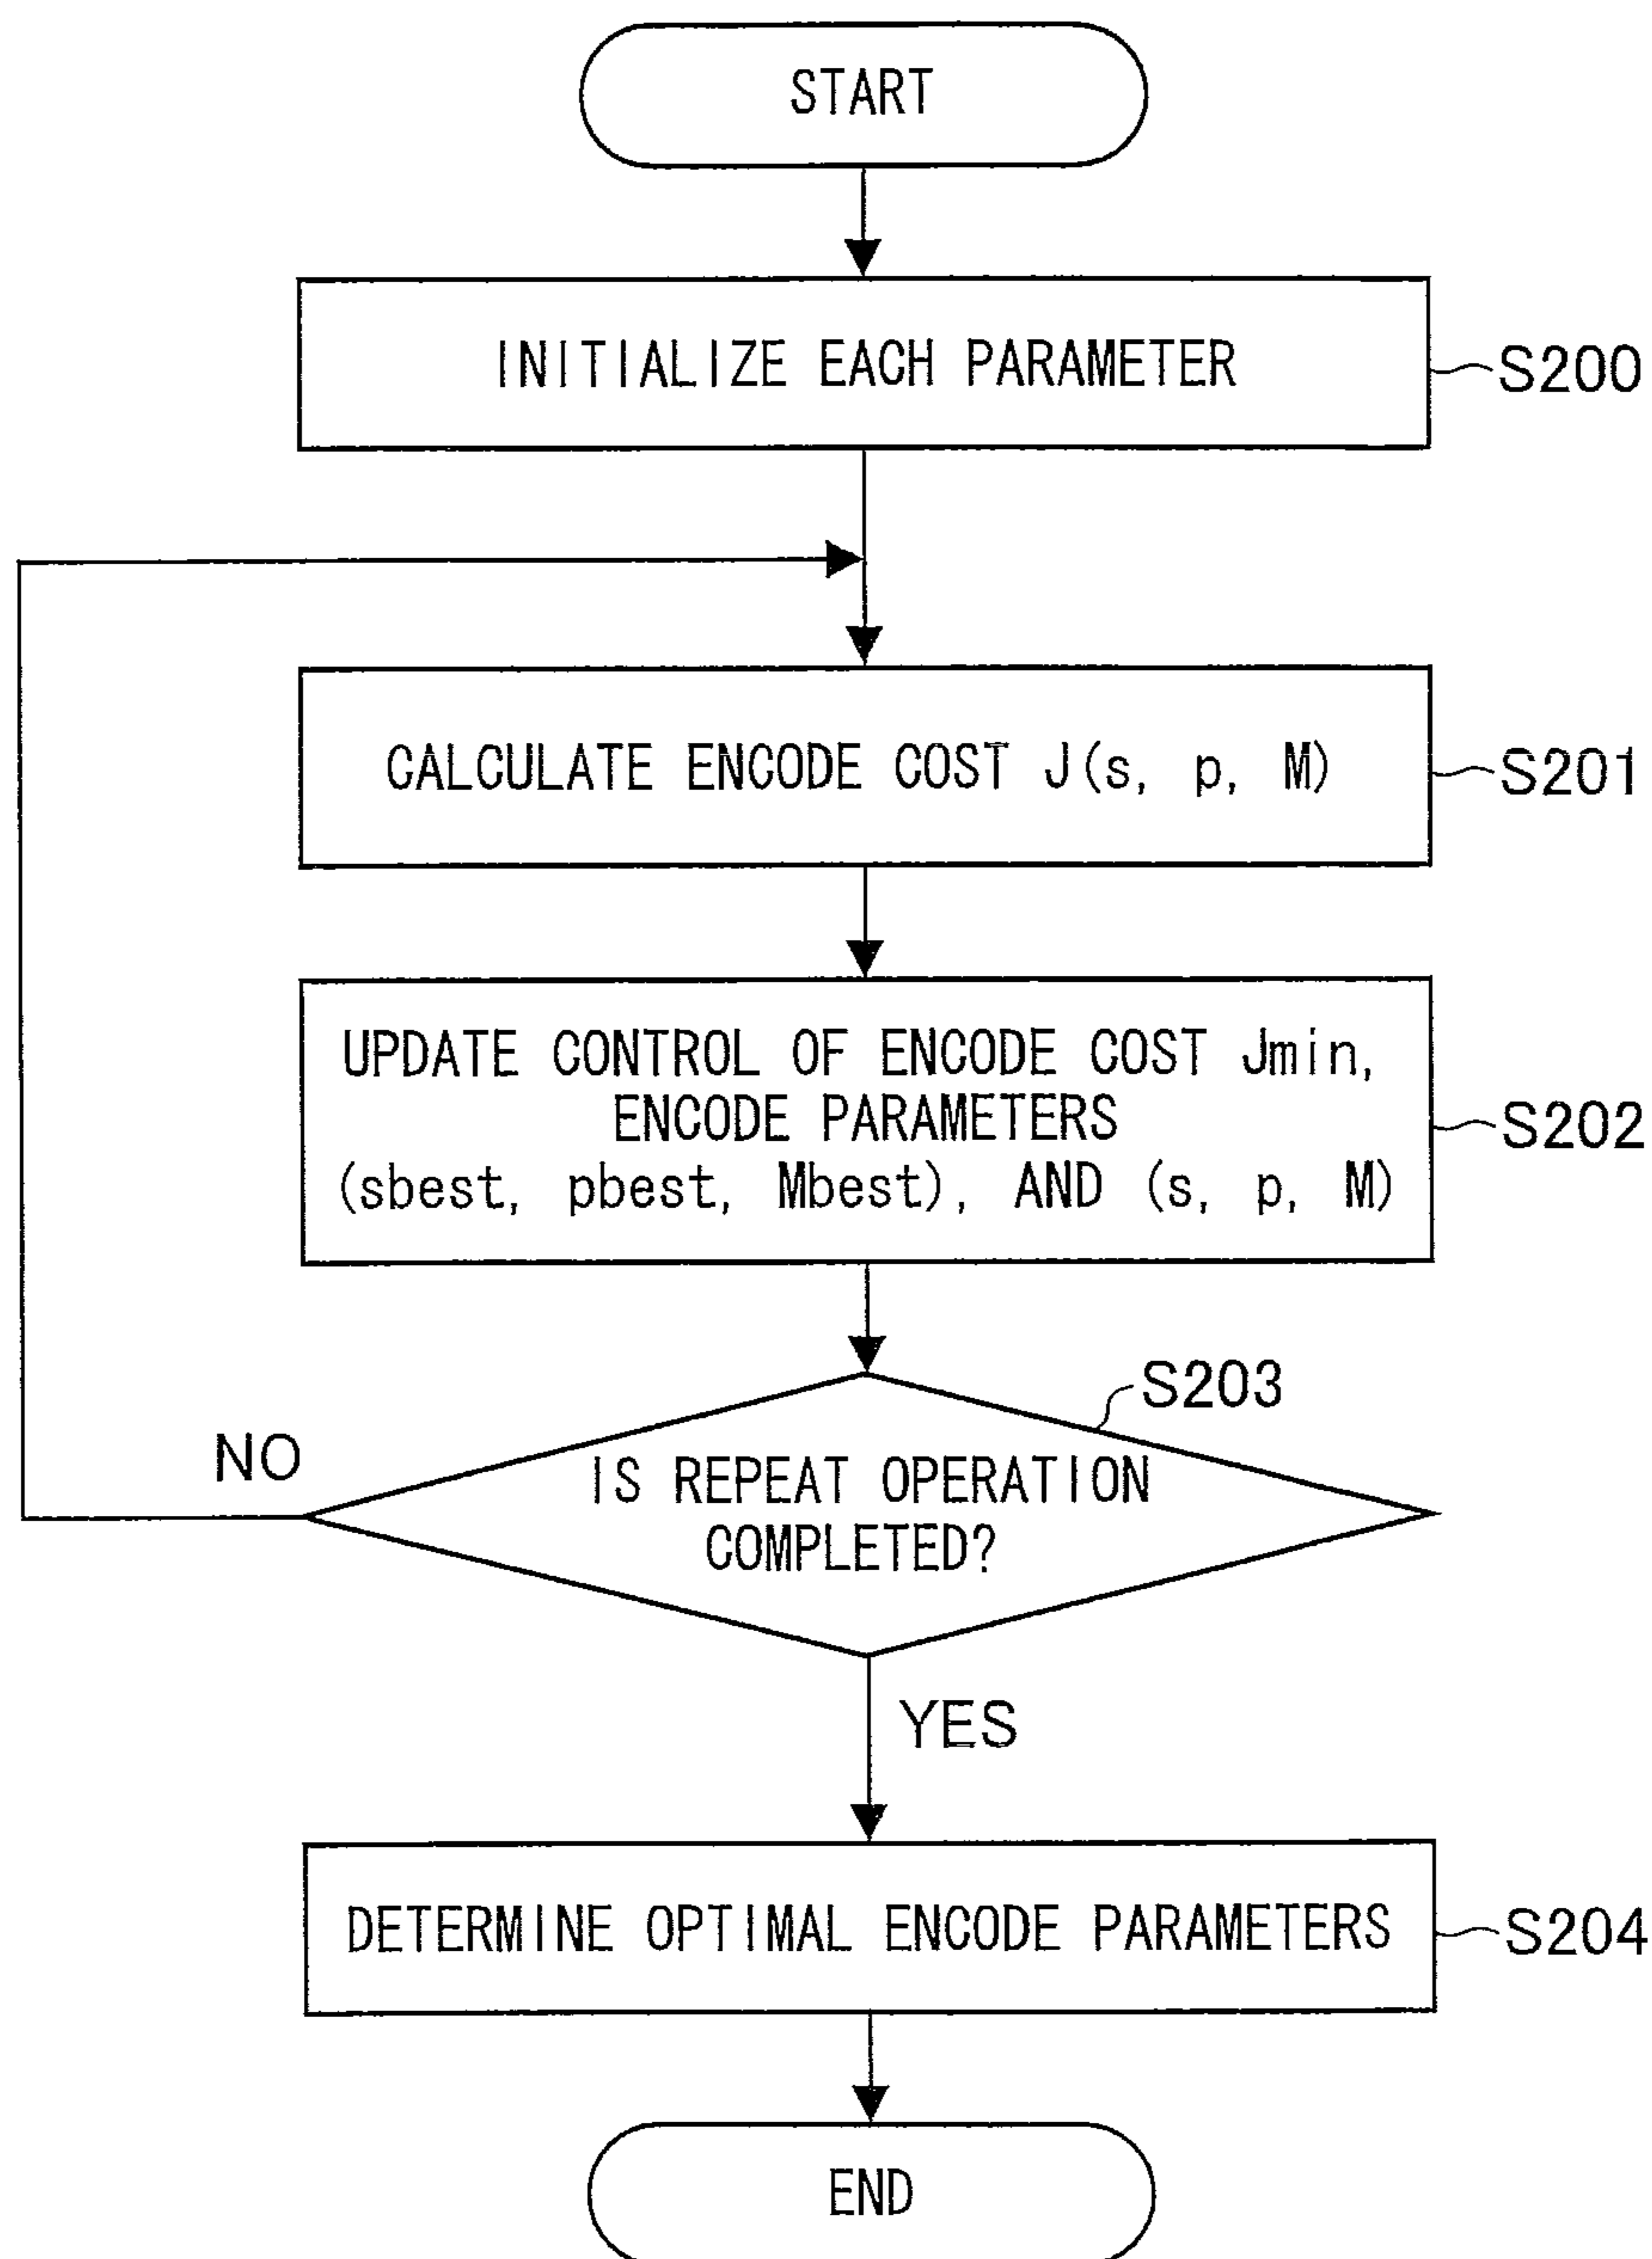 START
INITIALIZE EACH PARAMETER
S200
CALCULATE ENCODE COST J(s, p, M)
S201
UPDATE CONTROL OF ENCODE COST Jmin,
ENCODE PARAMETERS
(sbest, pbest, Mbest), AND (s, p, M)
S202
S203
NO
IS REPEAT OPERATION
COMPLETED?
YES
DETERMINE OPTIMAL ENCODE PARAMETERS
S204
END